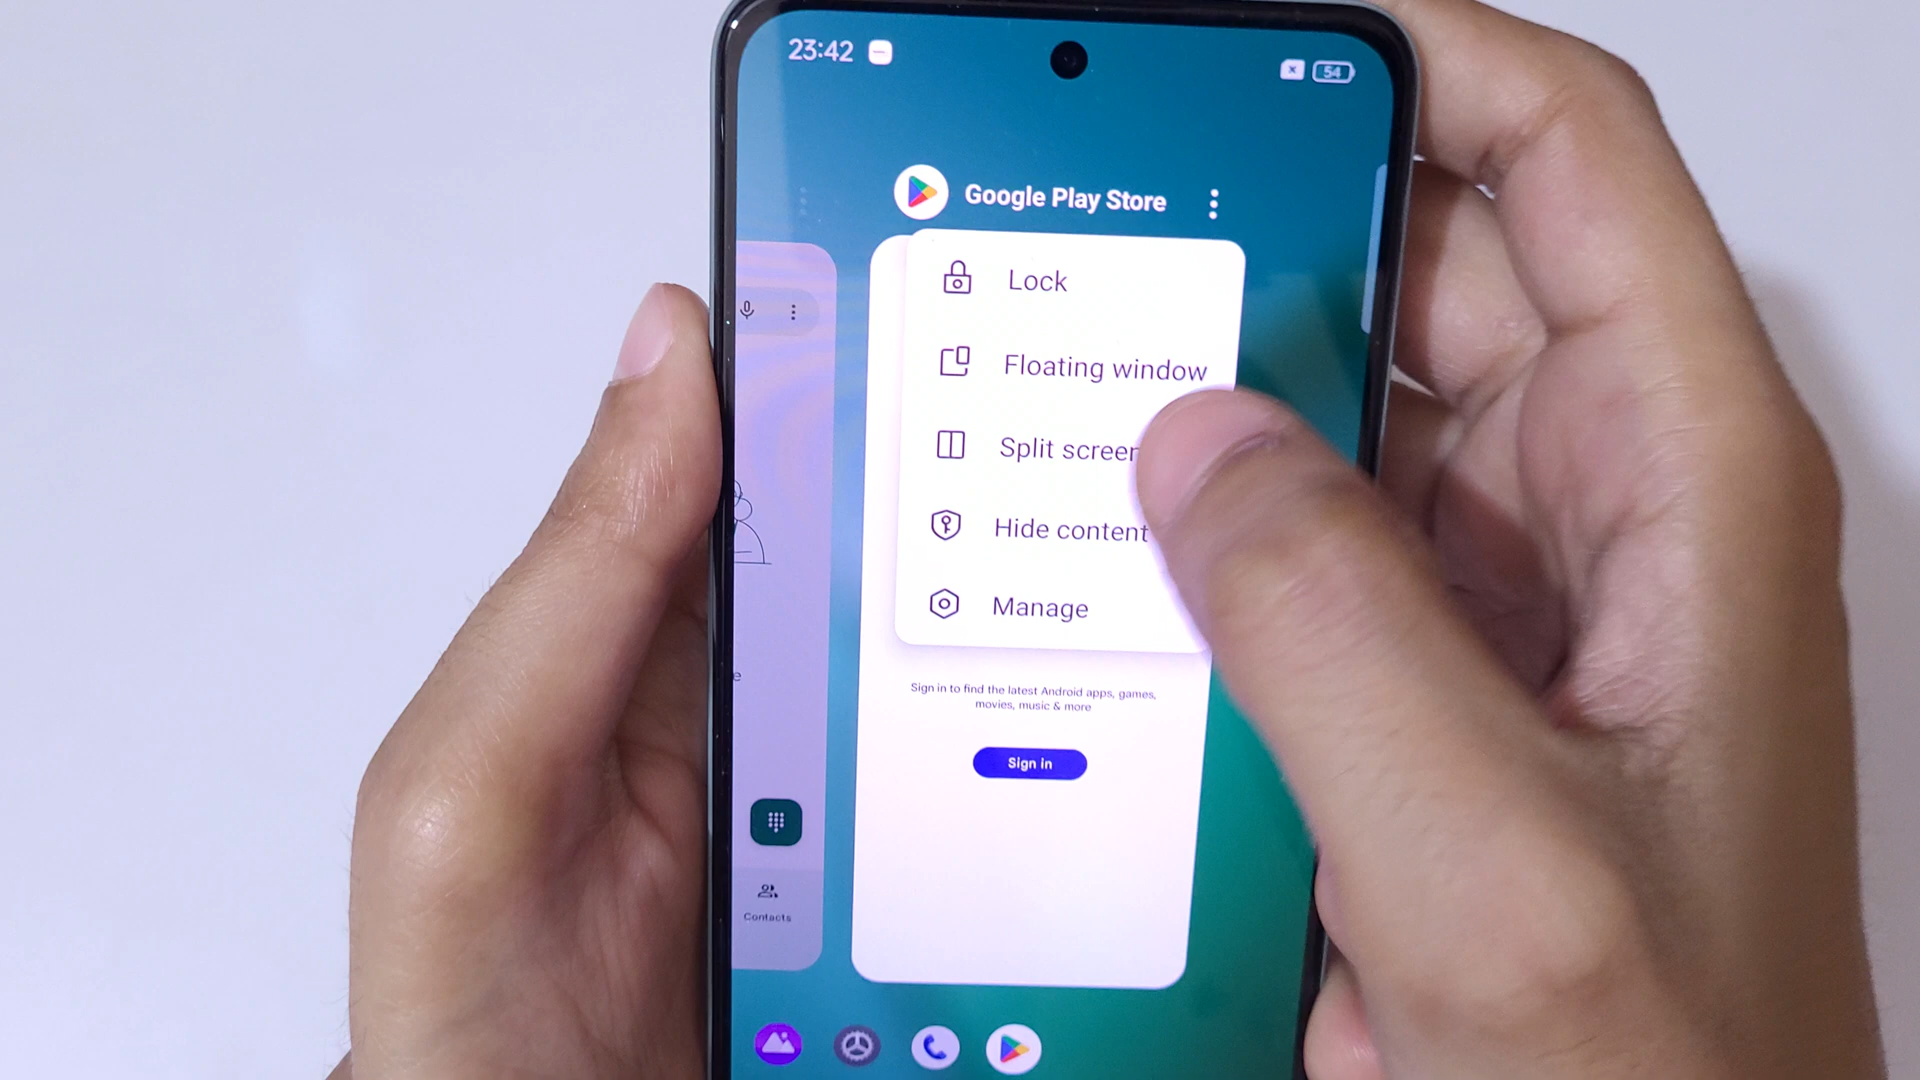 23:42
54
Google Play Store
Lock
Floating window
Split screen
Hide content
Manage
Sign in to find the latest Android apps, games,
movies, music & more
Sign in
e
Contacts